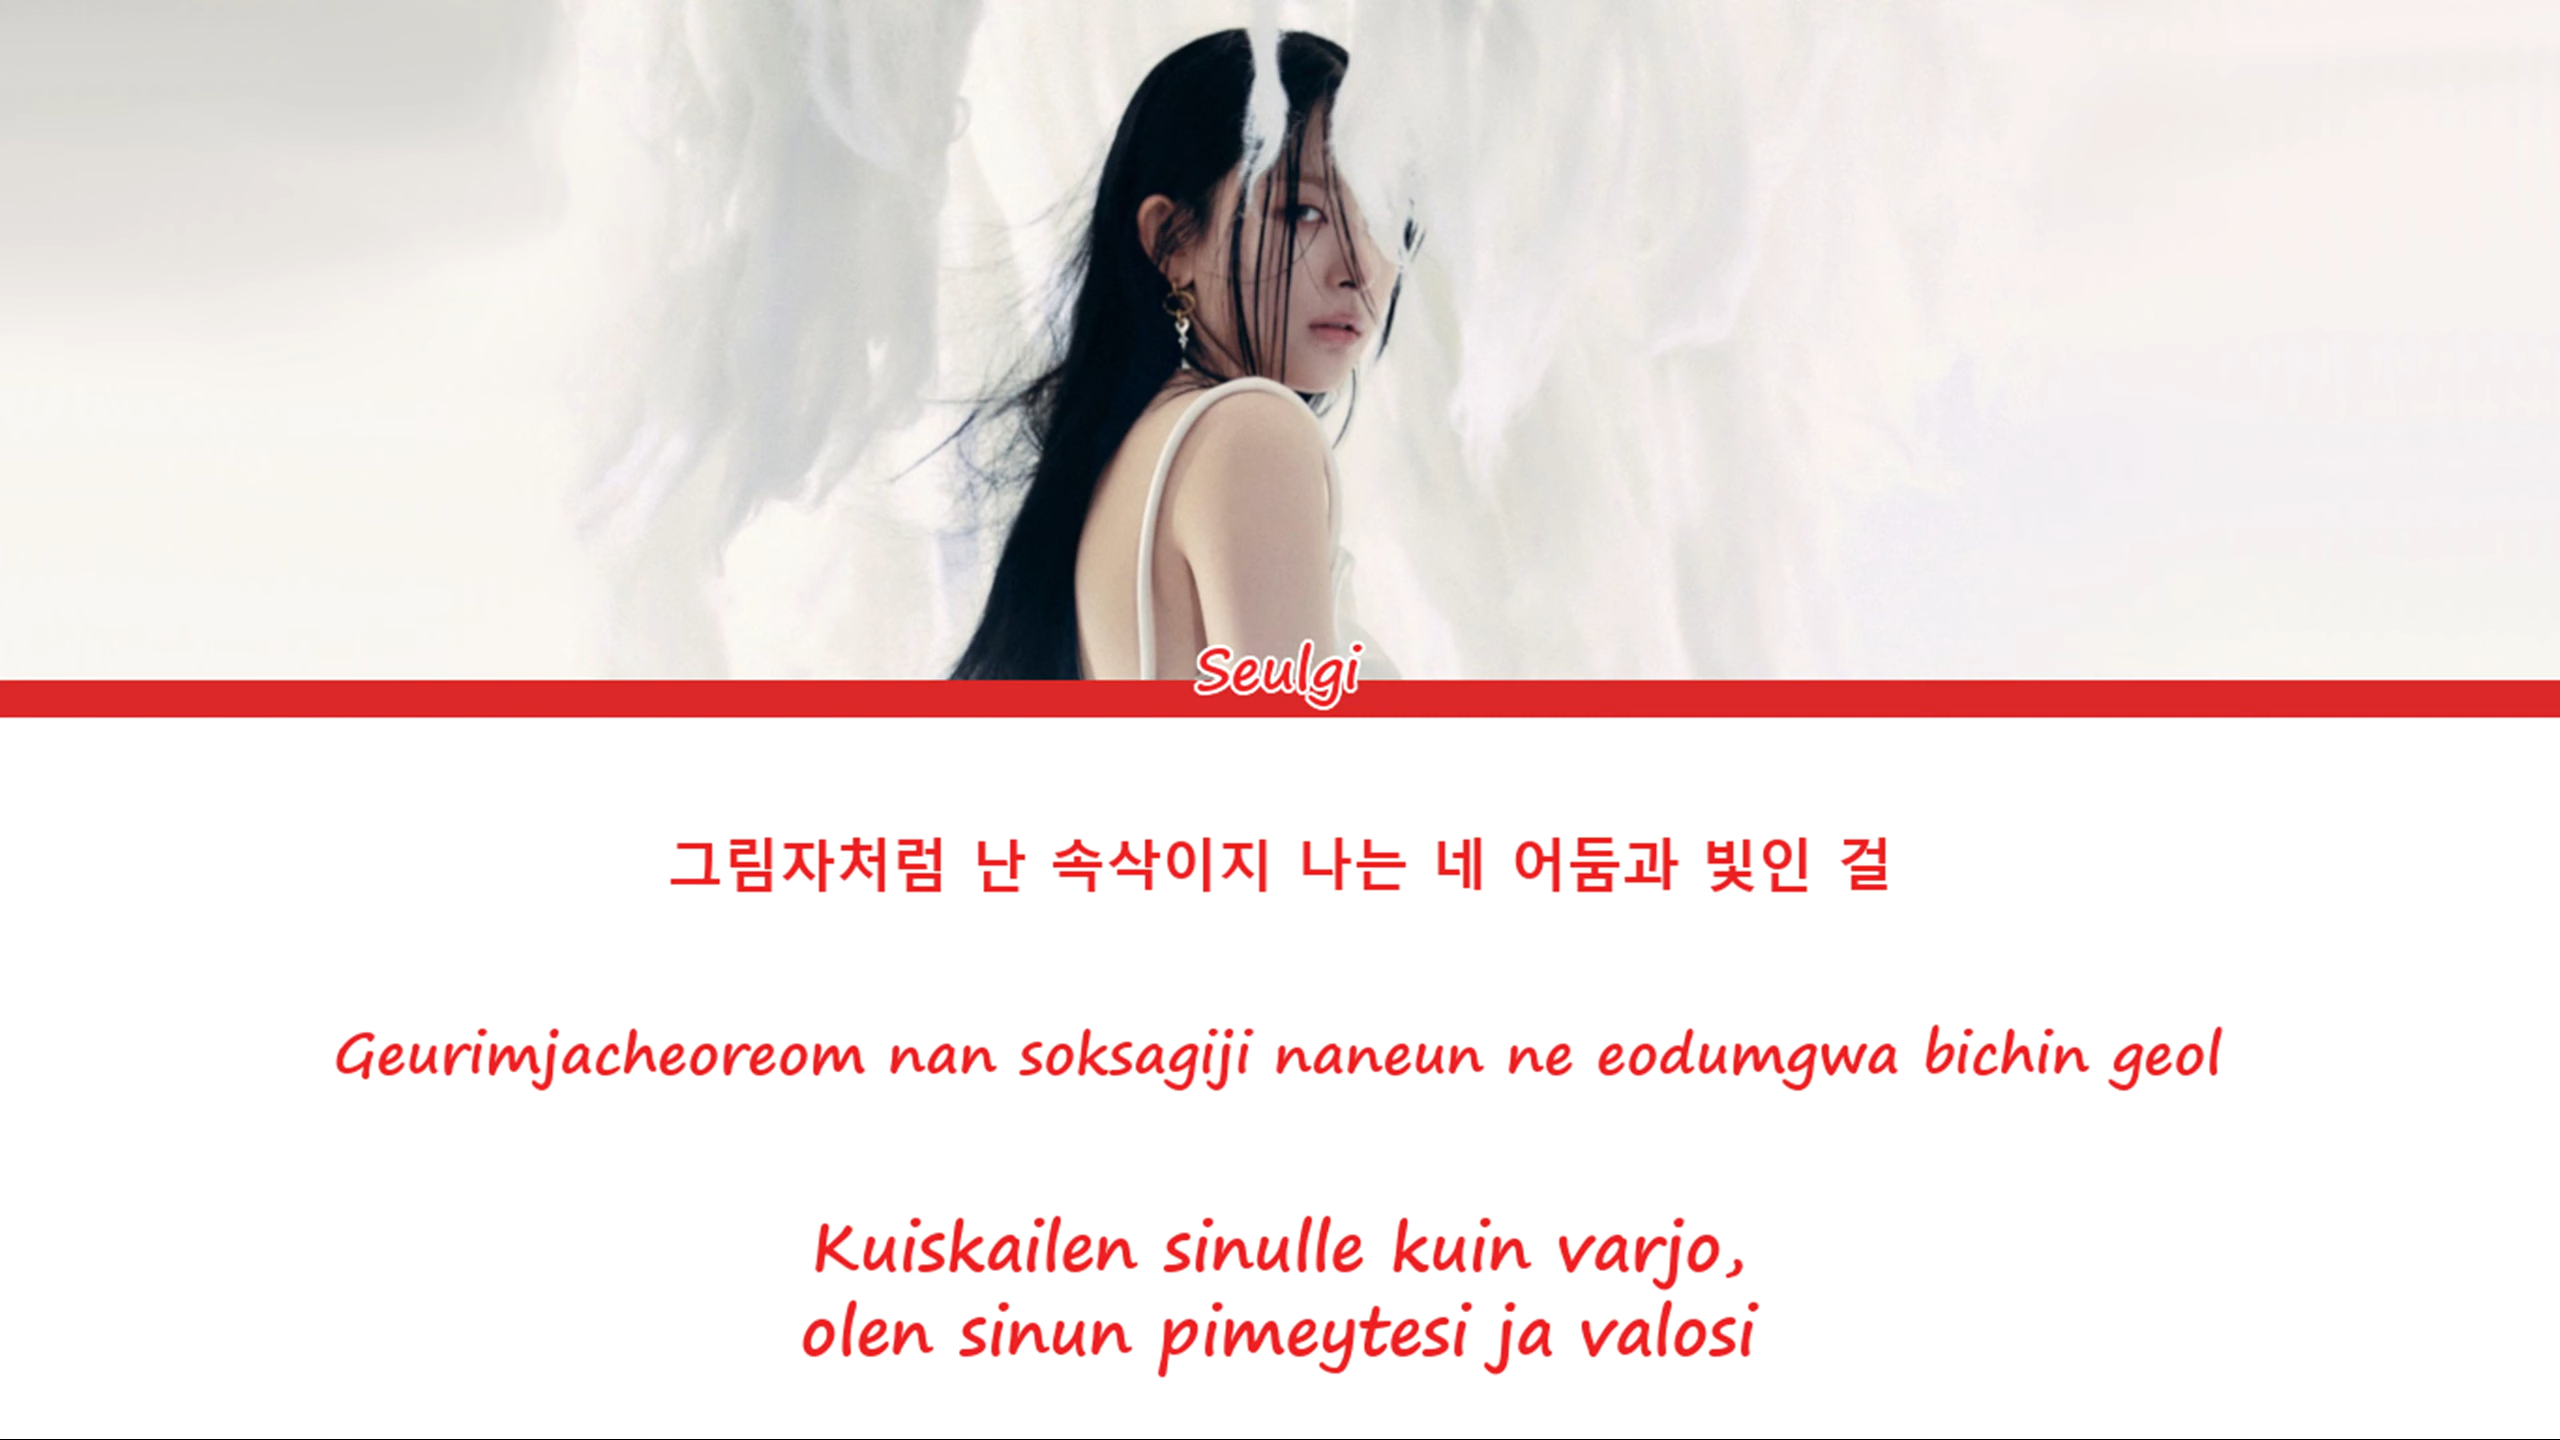 Seulgi
그림자처럼 난 속삭이지 나는 네 어둠과 빛인 걸
Geurimjacheoreom nan soksagiji naneun ne eodumgwa bichin geol
Kuiskailen sinulle kuin varjo,
olen sinun pimeytesi ja valosi